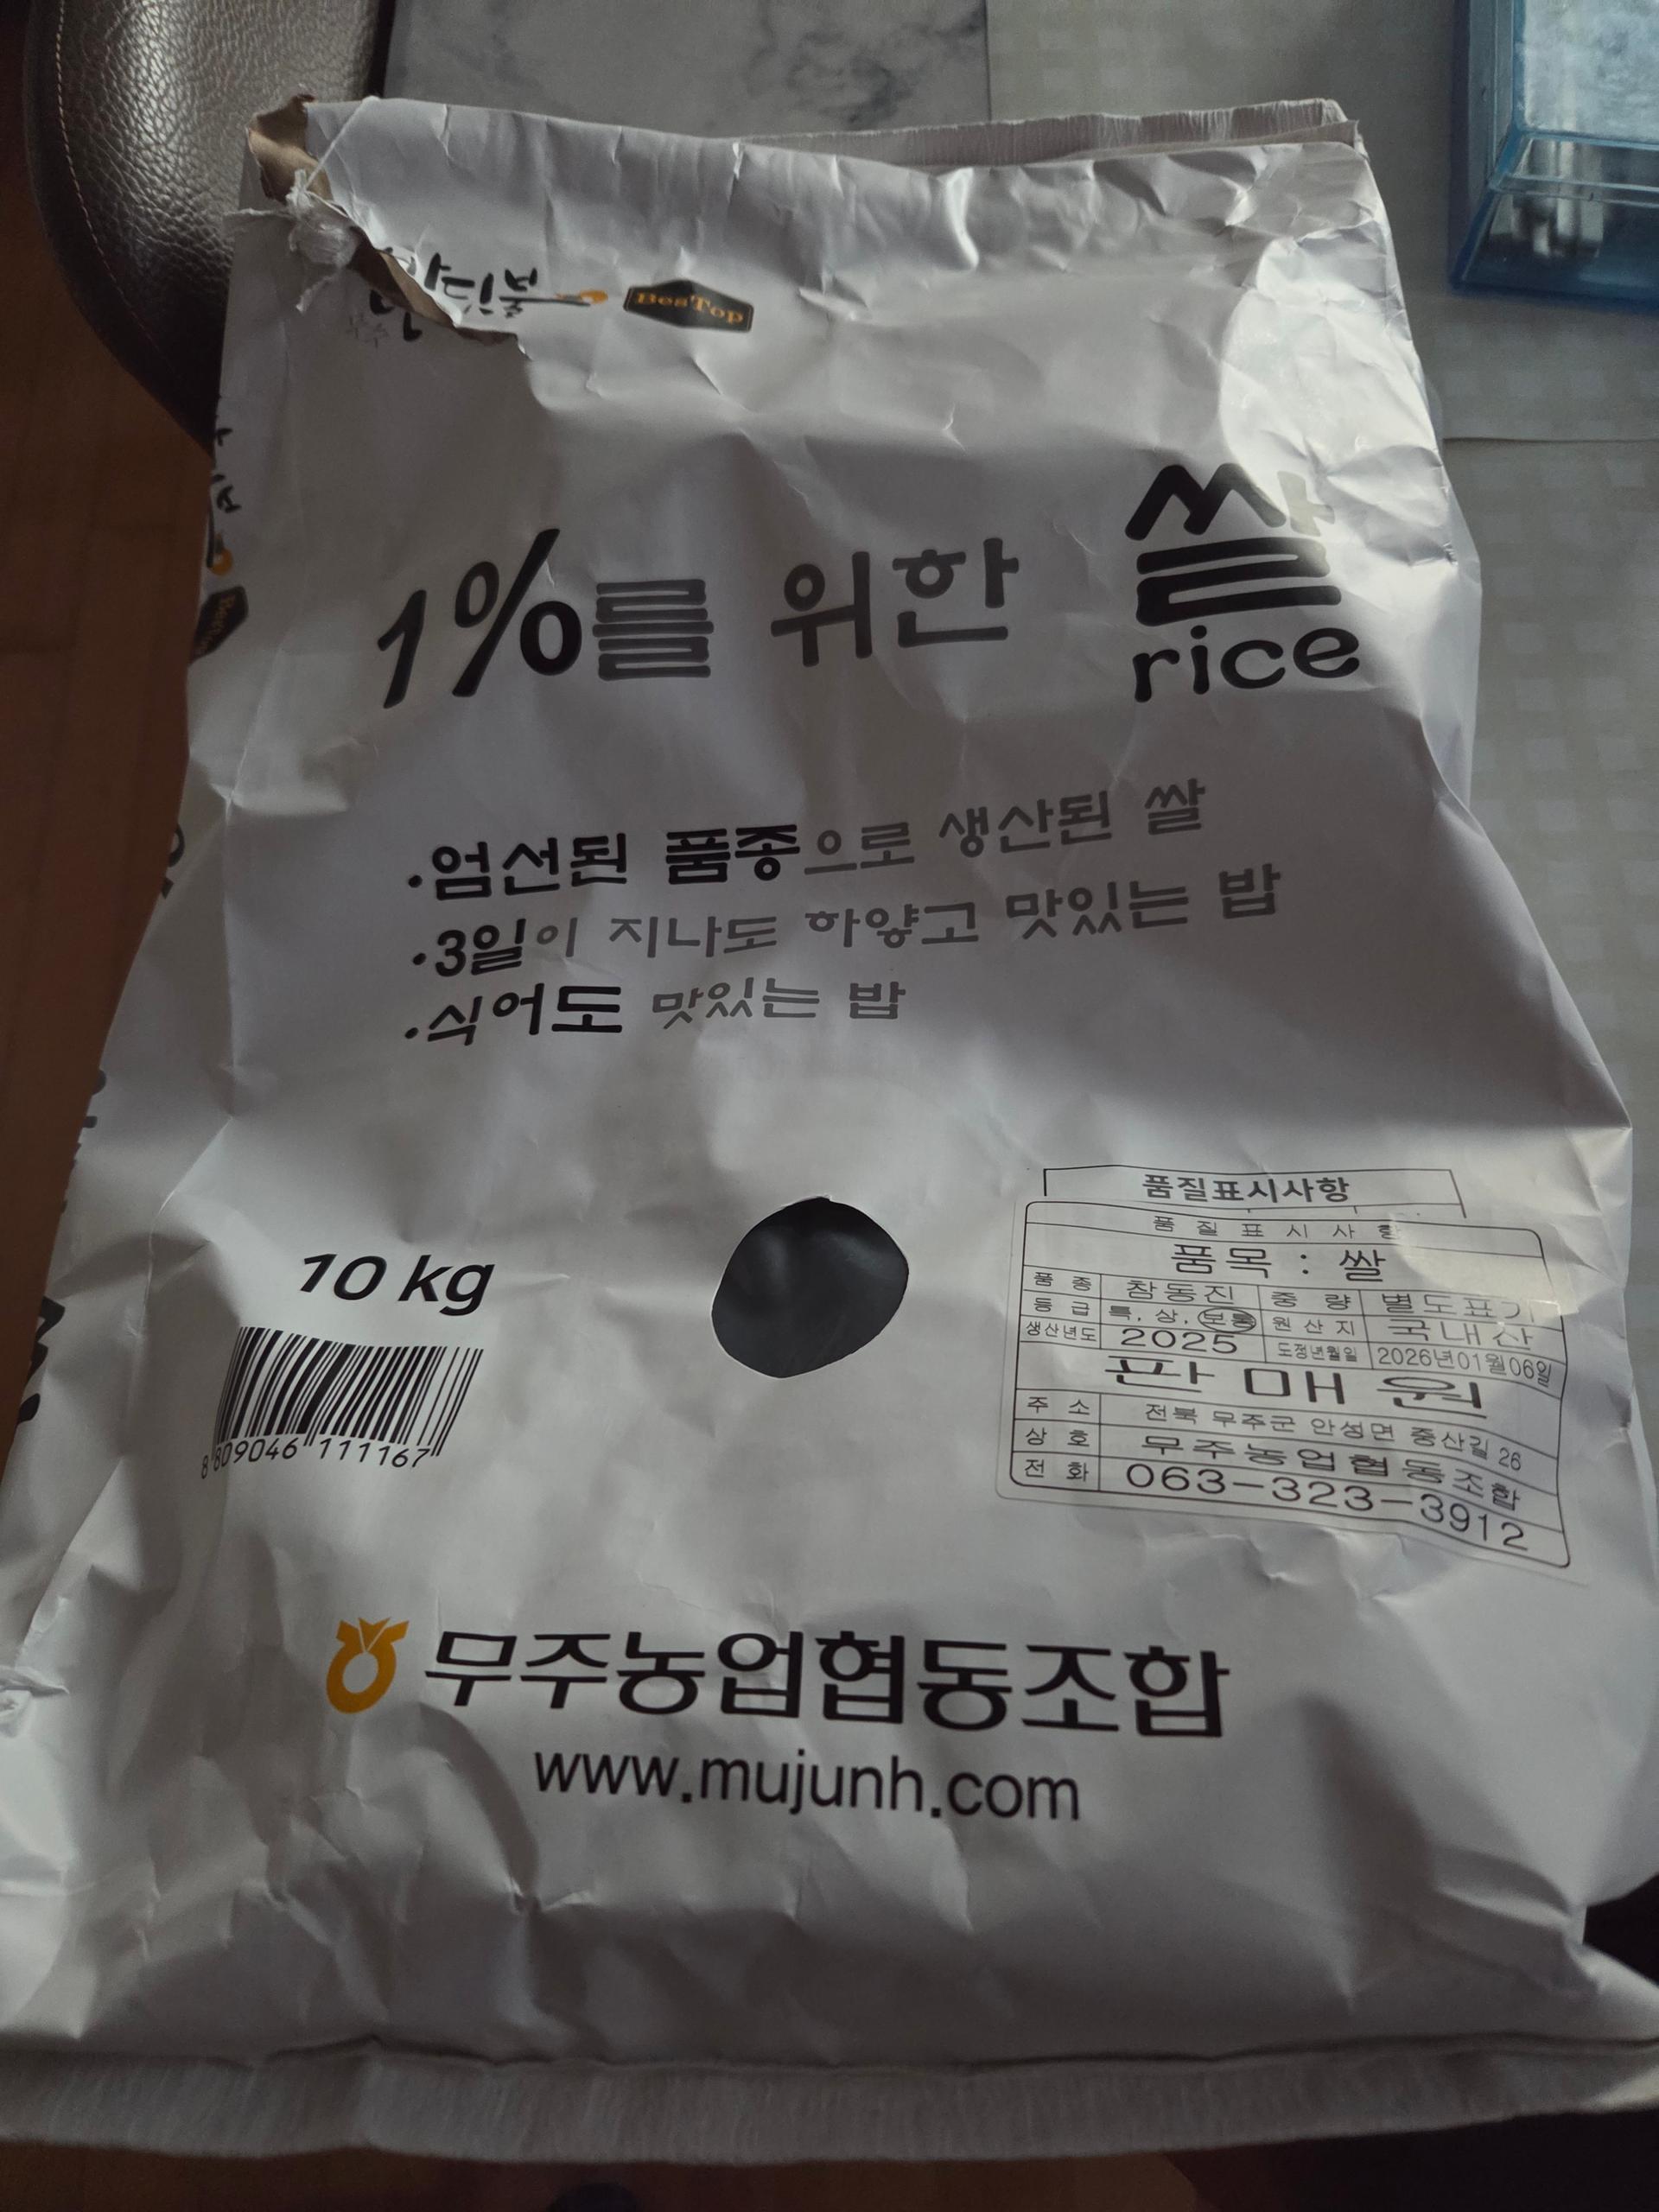 반딧불
BesTop
1%를 위한 쌀
rice
·엄선된 품종으로 생산된 쌀
·3일이 지나도 하얗고 맛있는 밥
·식어도 맛있는 밥
10 kg
8 809046 111167
품질표시사항
품 질 표 시 사 항
품목 : 쌀
품 종 참동진 중 량 별도표기
등 급 특, 상, 보통 원 산 지 국내산
생산년도 2025 도정년월일 2026년01월06일
판 매 원
주 소 전북 무주군 안성면 중산길 26
상 호 무주농업협동조합
전 화 063-323-3912
무주농업협동조합
www.mujunh.com